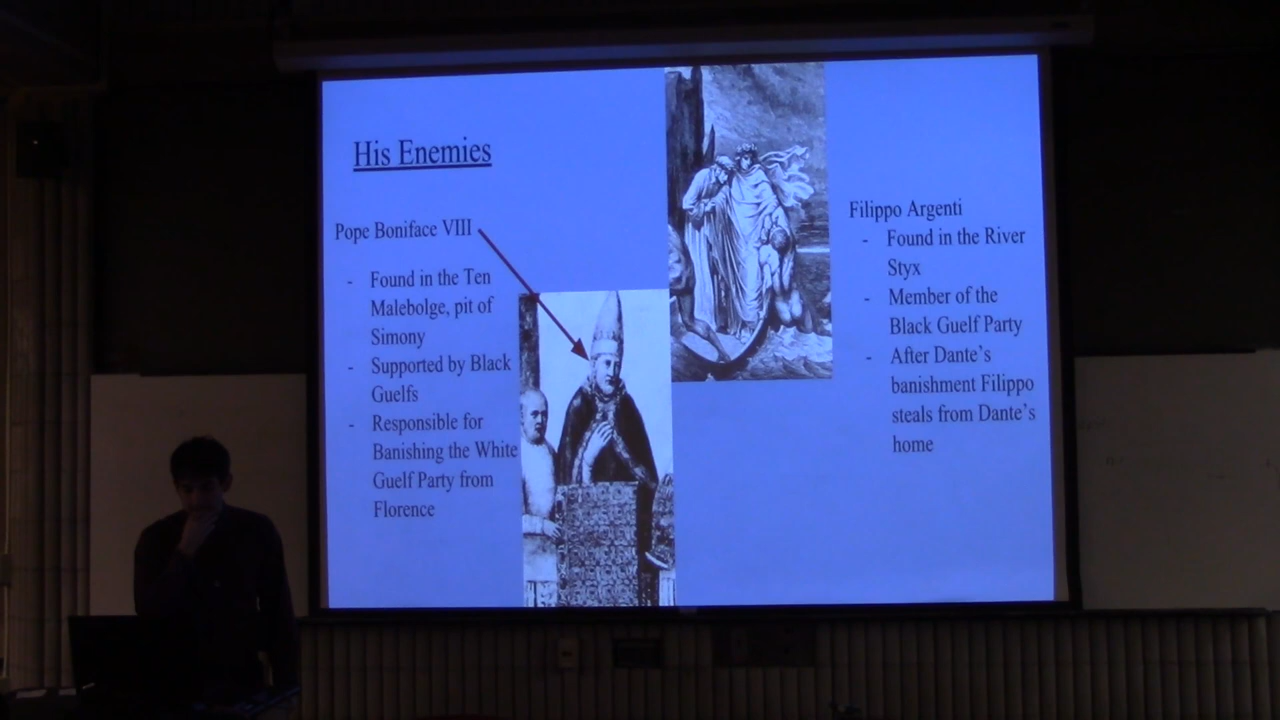 His Enemies
Pope Boniface VIII
- Found in the Ten
Malebolge, pit of
Simony
- Supported by Black
Guelfs
- Responsible for
Banishing the White
Guelf Party from
Florence
Filippo Argenti
- Found in the River
Styx
- Member of the
Black Guelf Party
- After Dante's
banishment Filippo
steals from Dante's
home